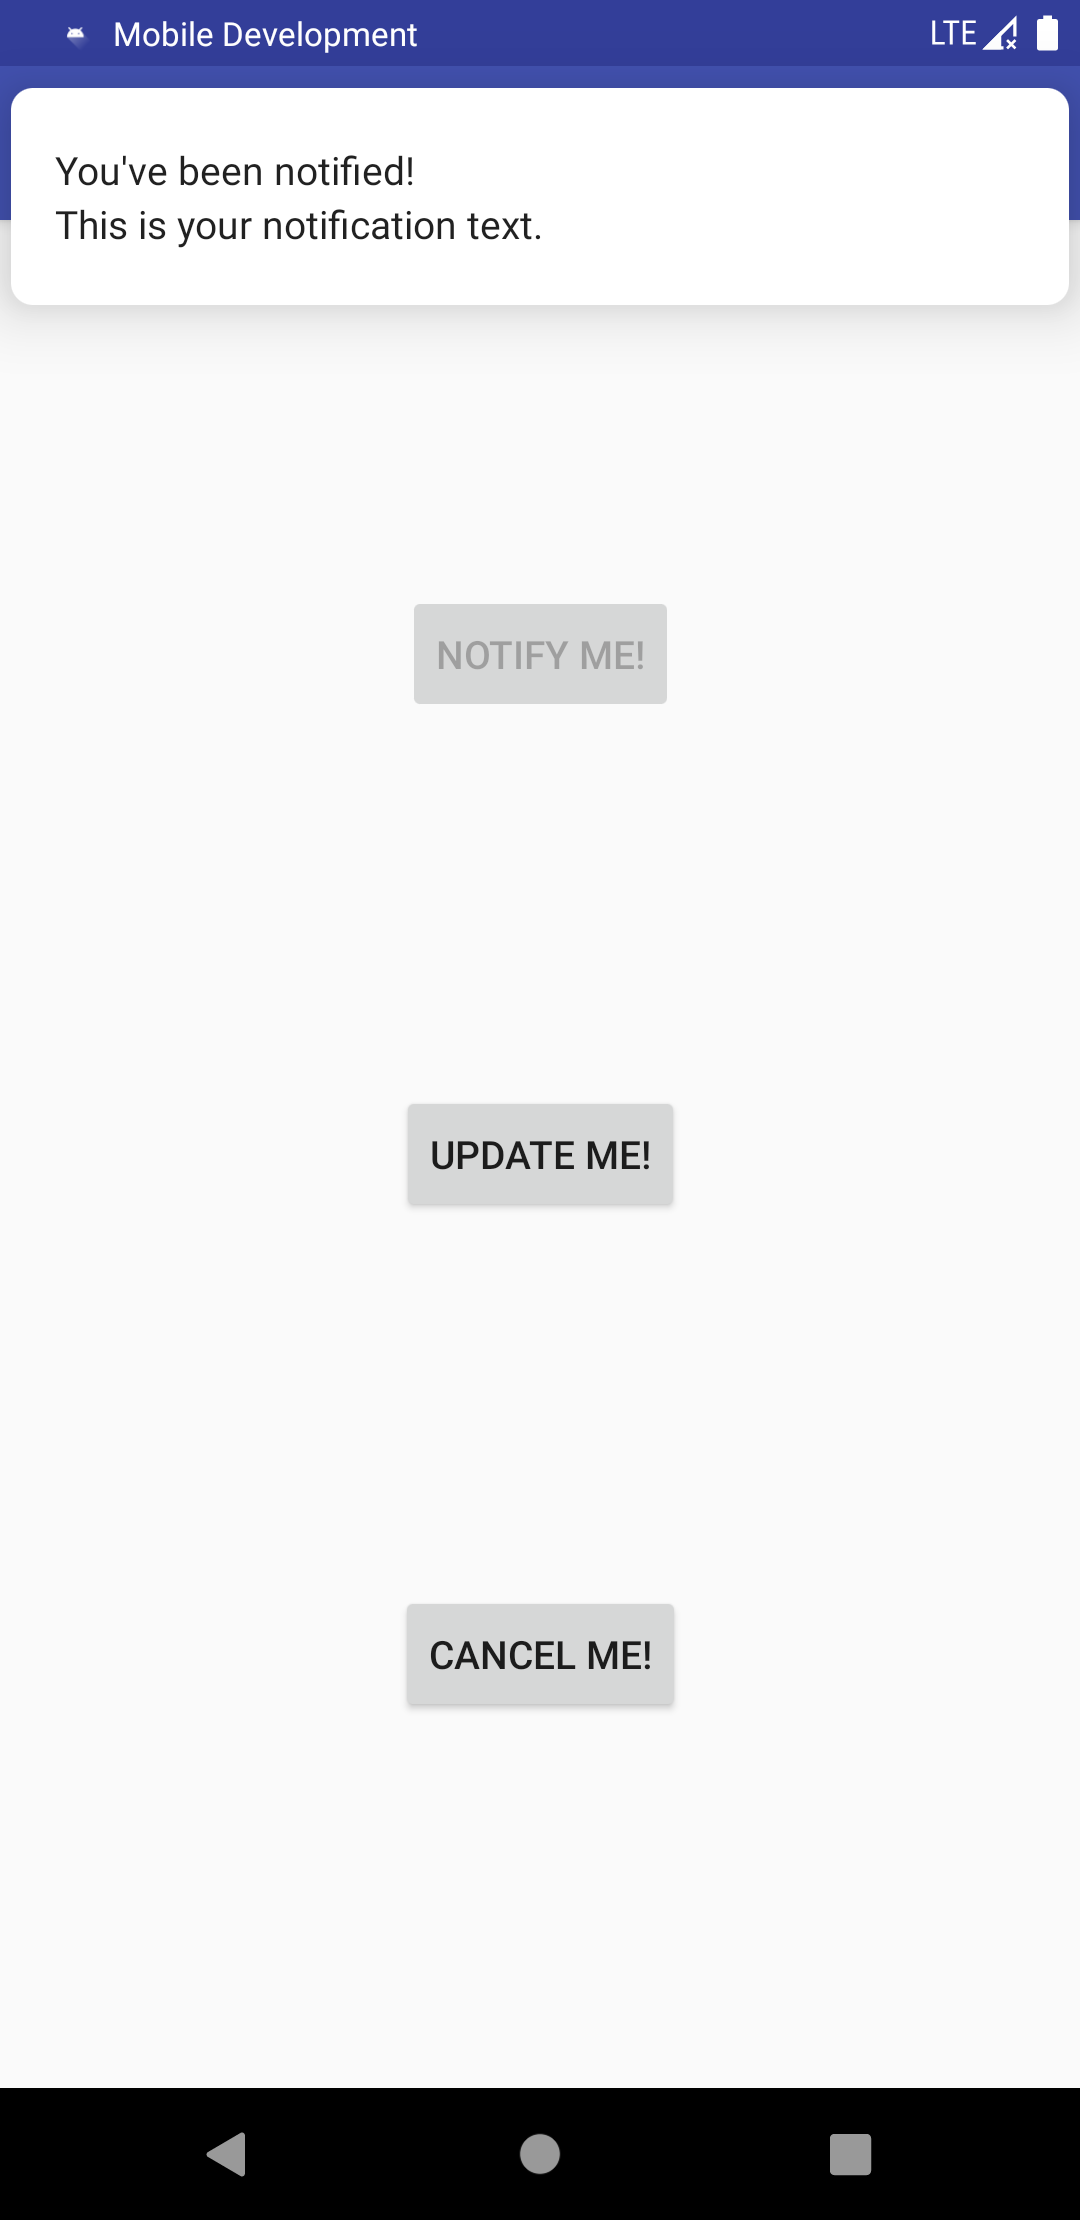 Mobile Development
LTE
You've been notified!
This is your notification text.
NOTIFY ME!
UPDATE ME!
CANCEL ME!